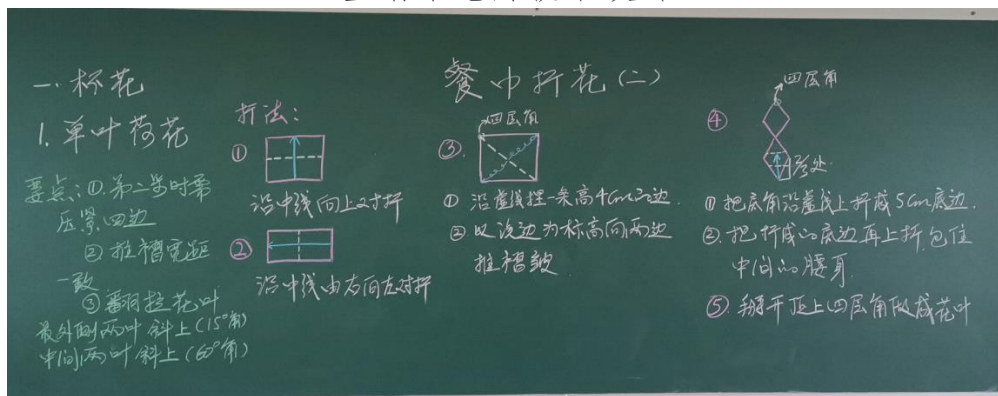 餐巾折花(二)
一. 杯花
1. 单叶荷花
要点:①. 第二步时需
压紧四边
②推褶宽距
一致
③翻拉花叶
最外侧两叶斜上(15°角)
中间两叶斜上(60°角)
折法:
①
沿中线向上对折
②
沿中线由右向左对折
③.
四层角
① 沿虚线捏一条高4cm的边.
② 以该边为标高向两边
推褶皱
④
四层角
① 把底角沿虚线上折成5cm底边.
②. 把折成的底边再上折包住
中间的腰身.
⑤. 掰开顶上四层角做成花叶